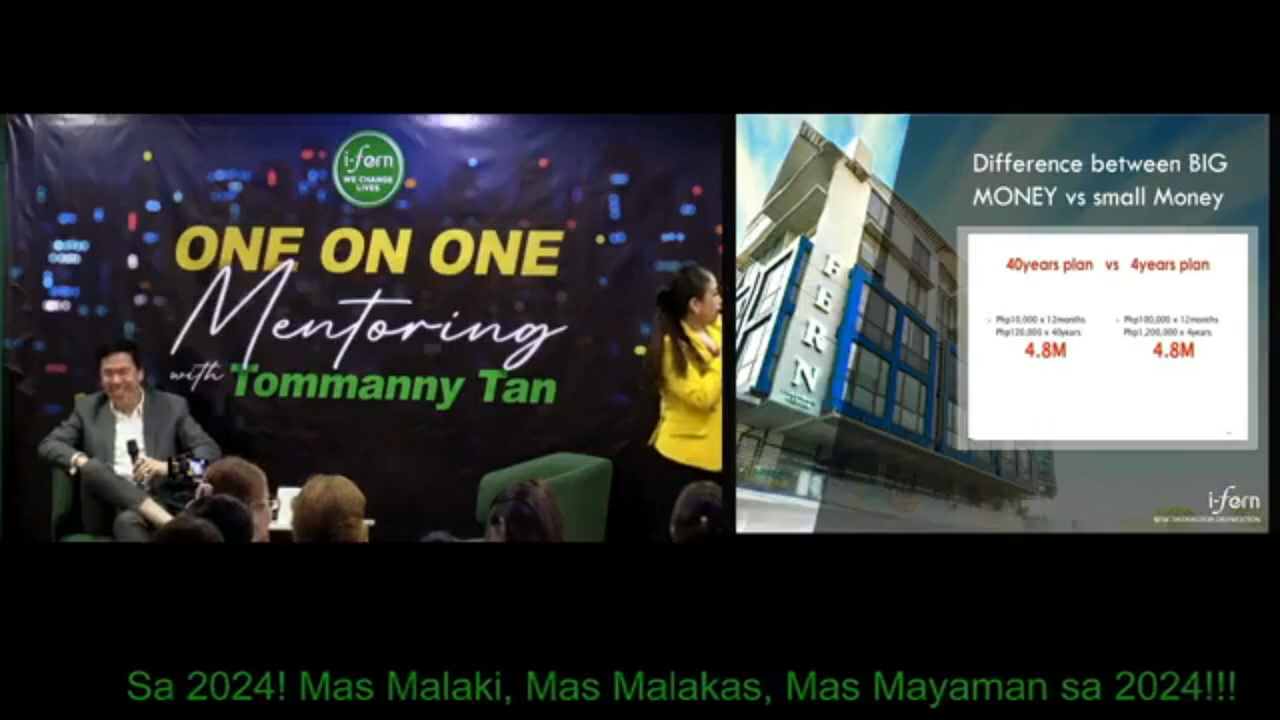 i-fern
WE CHANGE
LIVES
ONE ON ONE
Mentoring
with Tommanny Tan
FERN
Difference between BIG
MONEY vs small Money
40years plan vs 4years plan
Php10,000 x 12months
Php120,000 x 40years
4.8M
Php100,000 x 12months
Php1,200,000 x 4years
4.8M
i-fern
Sa 2024! Mas Malaki, Mas Malakas, Mas Mayaman sa 2024!!!